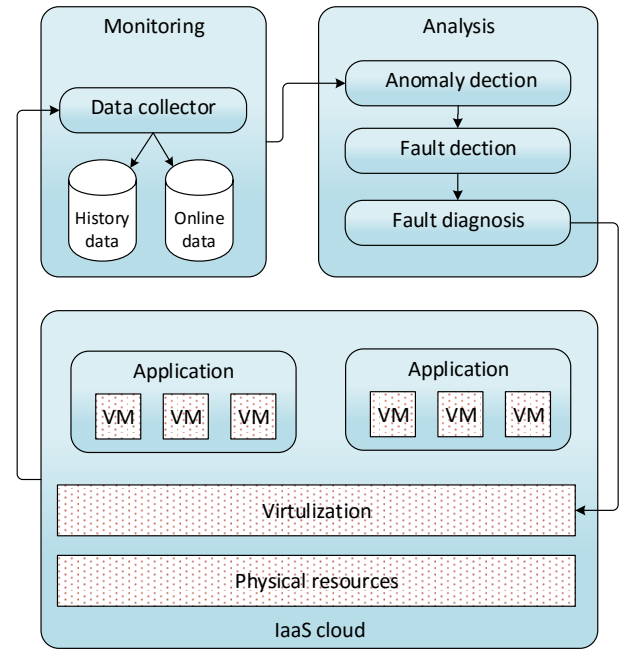 Monitoring
Data collector
History
data
Online
data
Analysis
Anomaly dection
Fault dection
Fault diagnosis
Application
VM VM VM
Application
VM VM VM
Virtulization
Physical resources
IaaS cloud